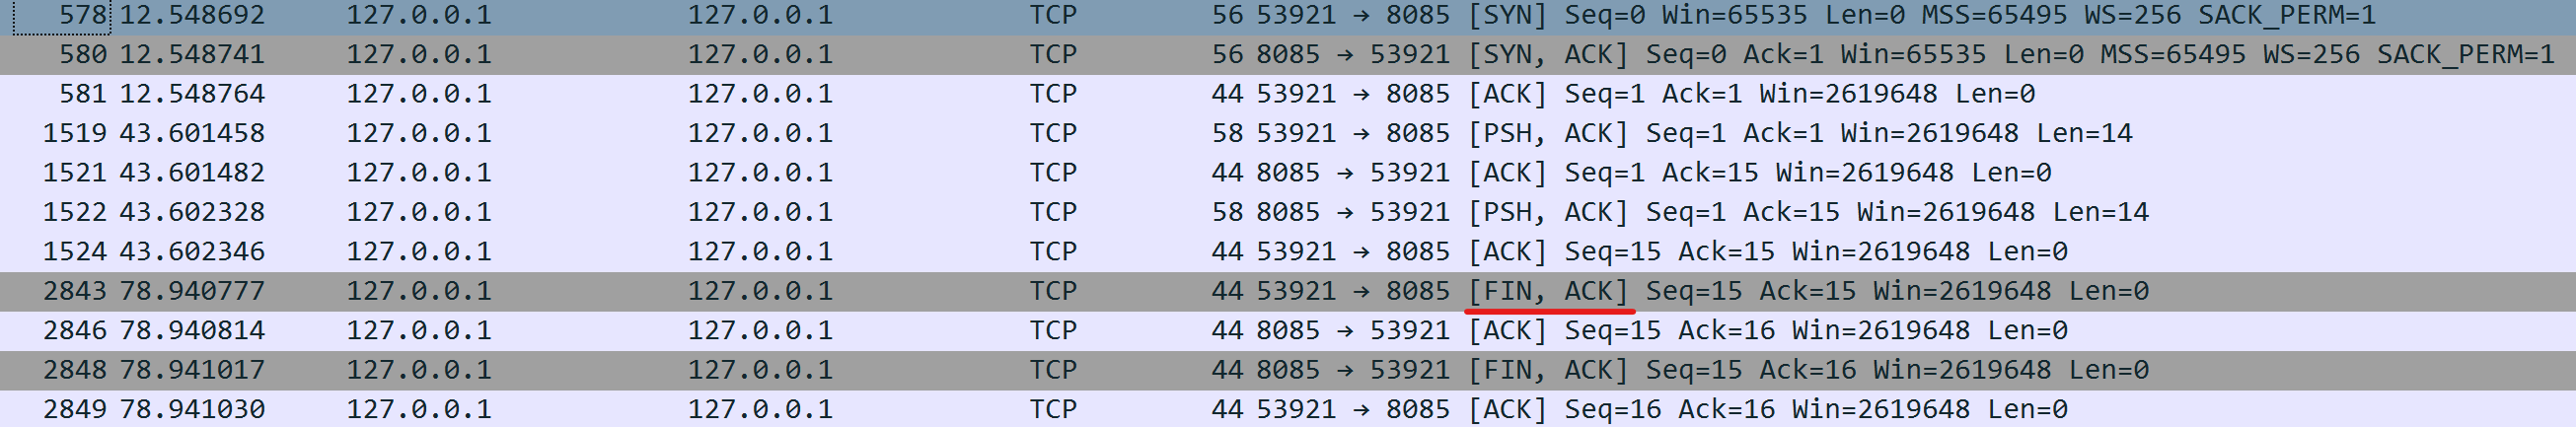 578 12.548692 127.0.0.1 127.0.0.1 TCP 56 53921 → 8085 [SYN] Seq=0 Win=65535 Len=0 MSS=65495 WS=256 SACK_PERM=1
580 12.548741 127.0.0.1 127.0.0.1 TCP 56 8085 → 53921 [SYN, ACK] Seq=0 Ack=1 Win=65535 Len=0 MSS=65495 WS=256 SACK_PERM=1
581 12.548764 127.0.0.1 127.0.0.1 TCP 44 53921 → 8085 [ACK] Seq=1 Ack=1 Win=2619648 Len=0
1519 43.601458 127.0.0.1 127.0.0.1 TCP 58 53921 → 8085 [PSH, ACK] Seq=1 Ack=1 Win=2619648 Len=14
1521 43.601482 127.0.0.1 127.0.0.1 TCP 44 8085 → 53921 [ACK] Seq=1 Ack=15 Win=2619648 Len=0
1522 43.602328 127.0.0.1 127.0.0.1 TCP 58 8085 → 53921 [PSH, ACK] Seq=1 Ack=15 Win=2619648 Len=14
1524 43.602346 127.0.0.1 127.0.0.1 TCP 44 53921 → 8085 [ACK] Seq=15 Ack=15 Win=2619648 Len=0
2843 78.940777 127.0.0.1 127.0.0.1 TCP 44 53921 → 8085 [FIN, ACK] Seq=15 Ack=15 Win=2619648 Len=0
2846 78.940814 127.0.0.1 127.0.0.1 TCP 44 8085 → 53921 [ACK] Seq=15 Ack=16 Win=2619648 Len=0
2848 78.941017 127.0.0.1 127.0.0.1 TCP 44 8085 → 53921 [FIN, ACK] Seq=15 Ack=16 Win=2619648 Len=0
2849 78.941030 127.0.0.1 127.0.0.1 TCP 44 53921 → 8085 [ACK] Seq=16 Ack=16 Win=2619648 Len=0